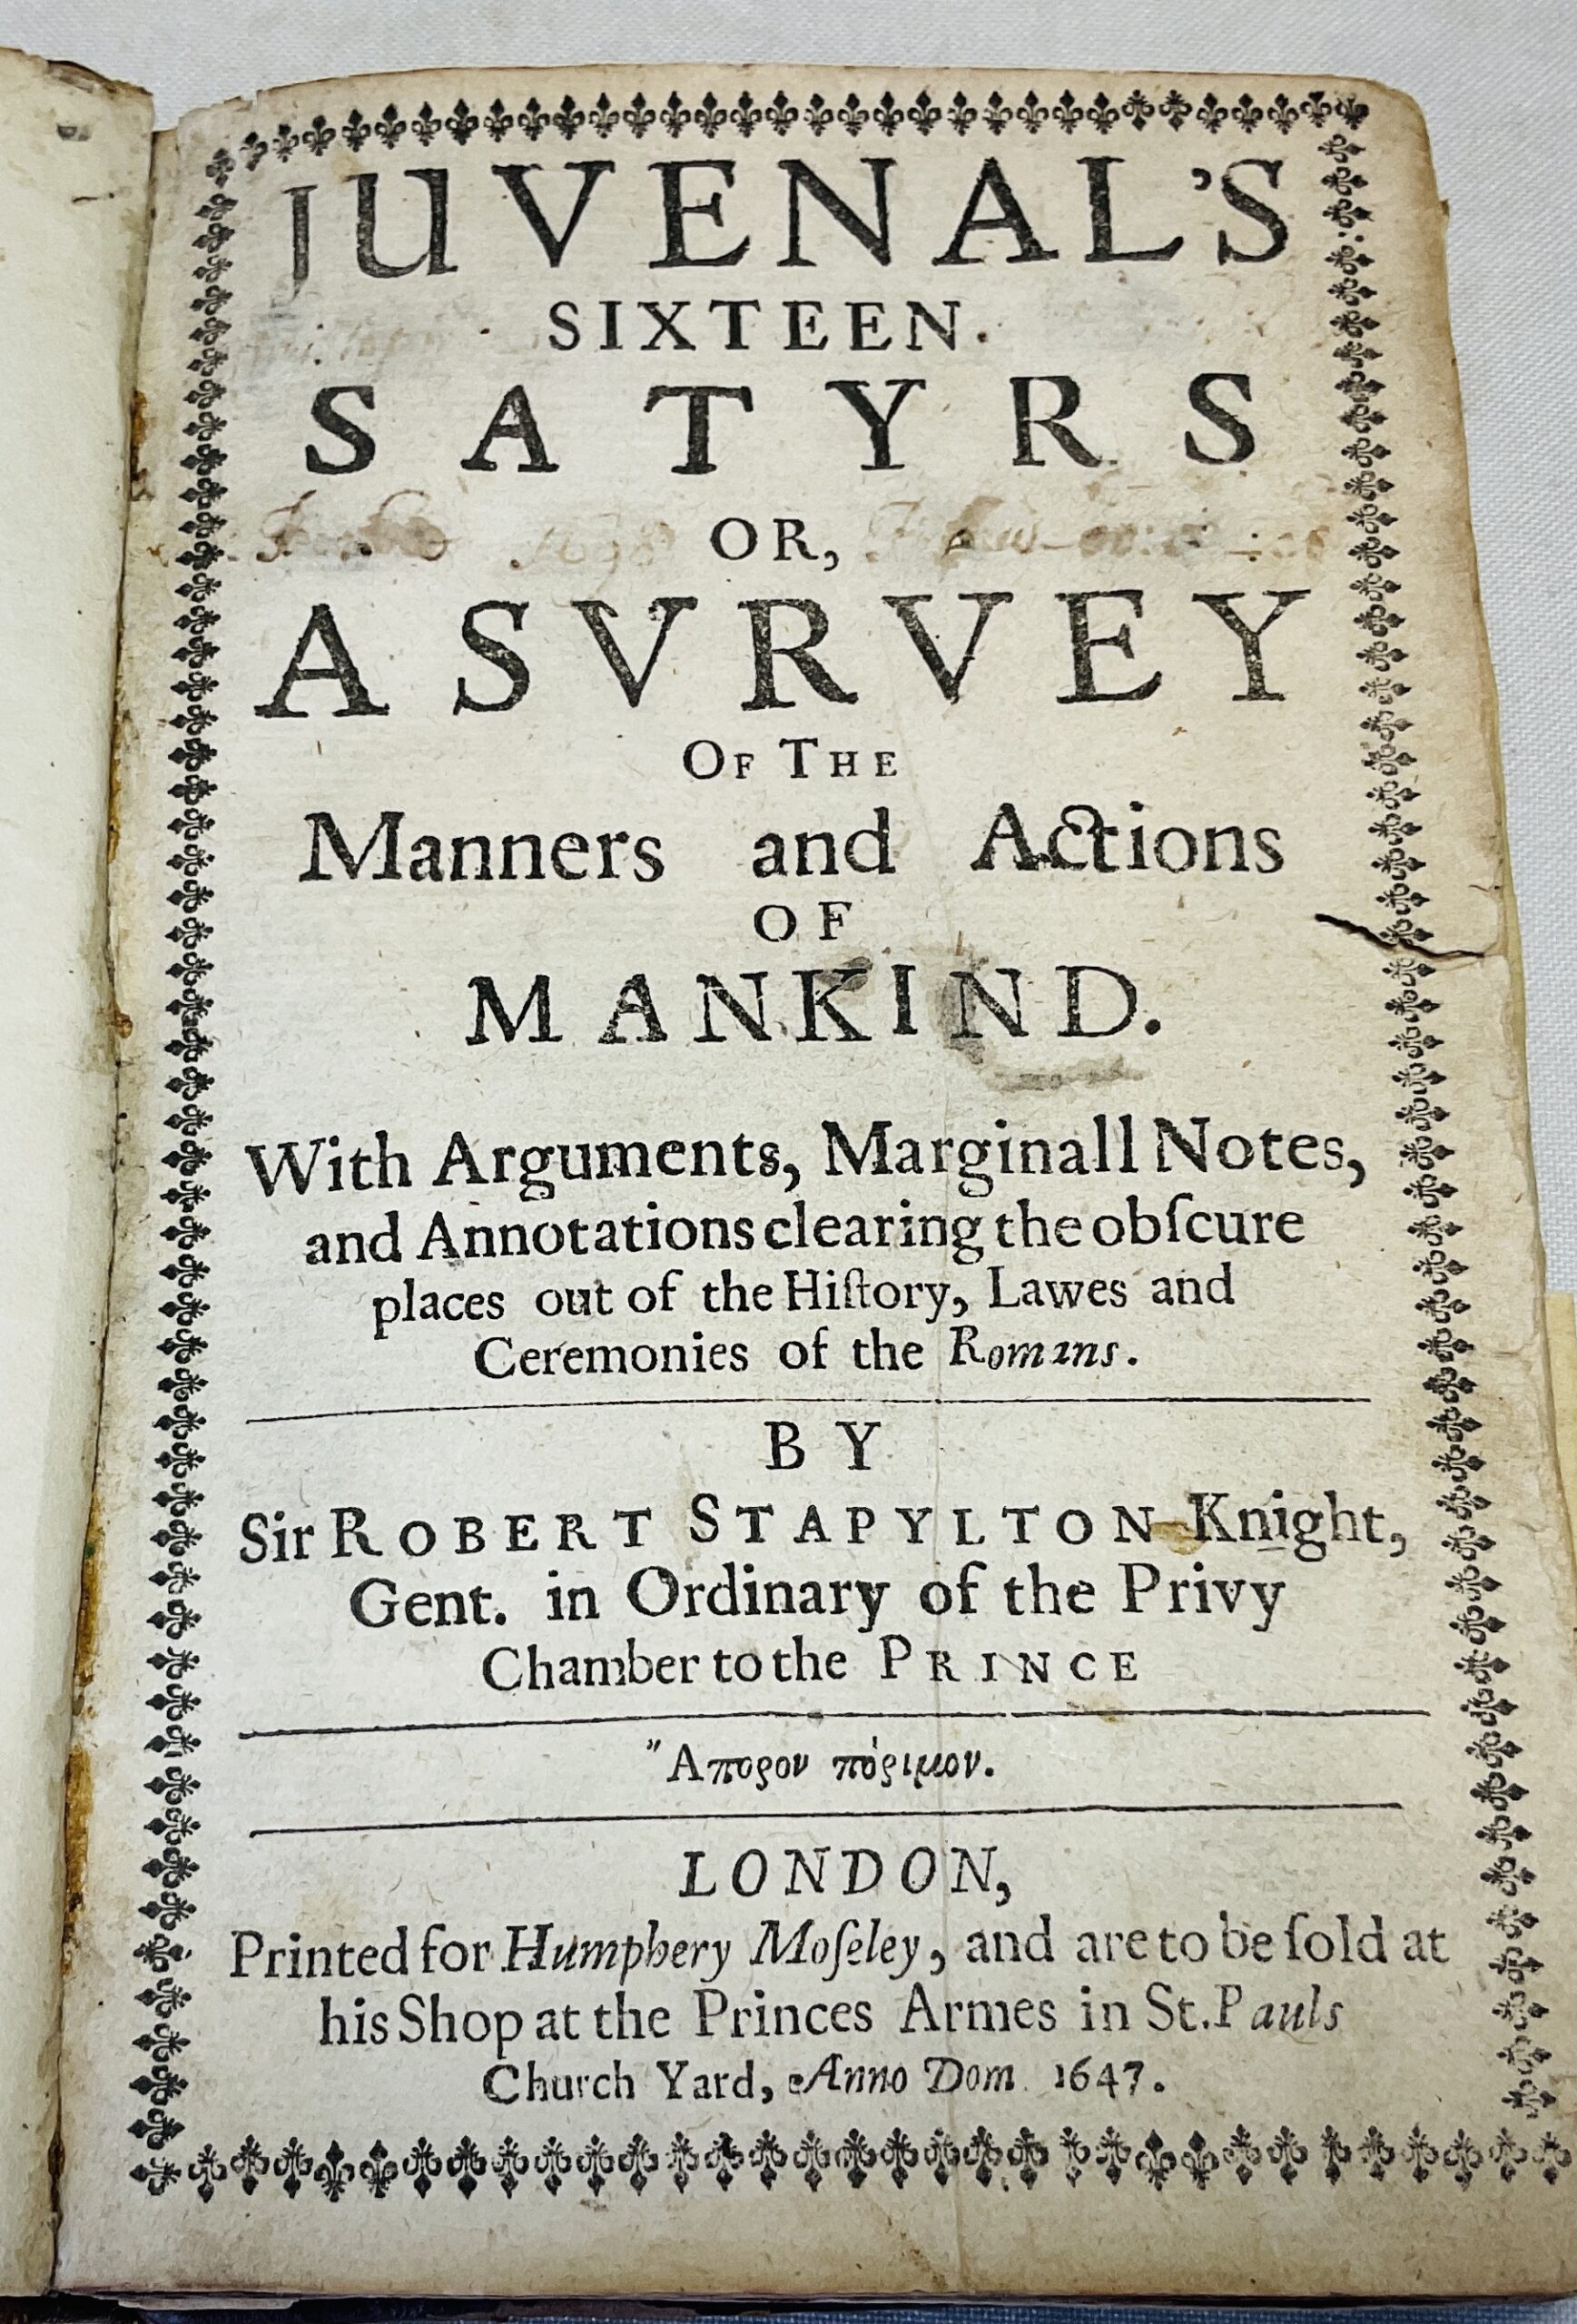 JUVENAL'S
SIXTEEN.
SATYRS
OR,
A SVRVEY
OF THE
Manners and Actions
OF
MANKIND.
With Arguments, Marginall Notes,
and Annotations clearing the obſcure
places out of the Hiſtory, Lawes and
Ceremonies of the Romans.
BY
Sir ROBERT STAPYLTON Knight,
Gent. in Ordinary of the Privy
Chamber to the PRINCE
Ἄπορον πόριμον.
LONDON,
Printed for Humphery Moſeley, and are to be ſold at
his Shop at the Princes Armes in St. Pauls
Church Yard, Anno Dom. 1647.